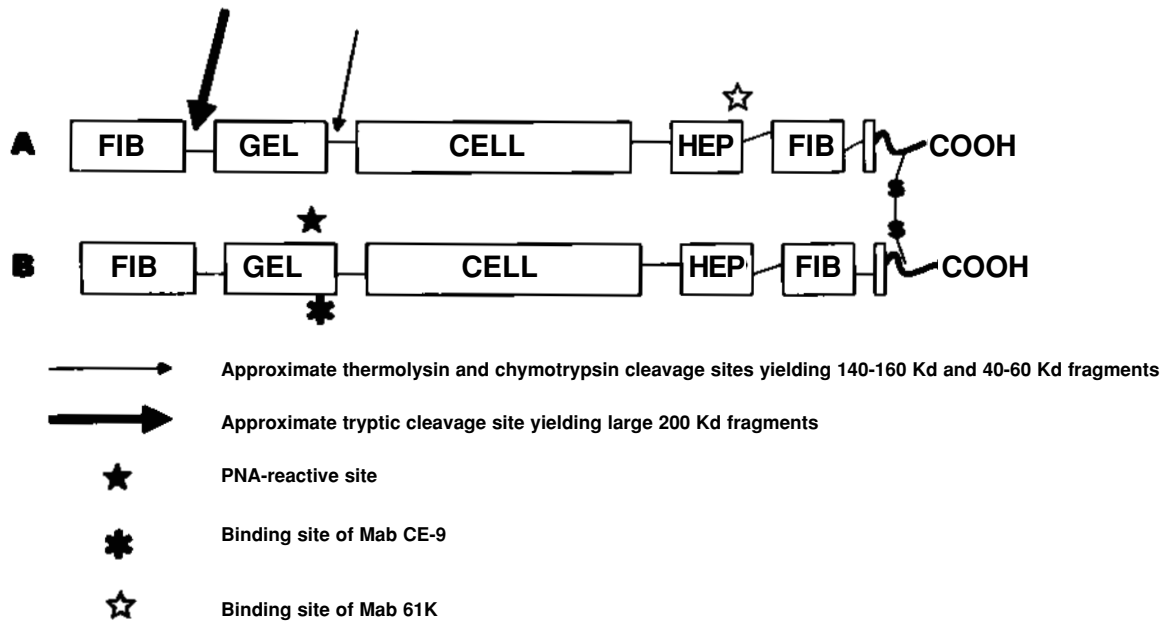 A FIB GEL CELL HEP FIB COOH
S
S
B FIB GEL CELL HEP FIB COOH
Approximate thermolysin and chymotrypsin cleavage sites yielding 140-160 Kd and 40-60 Kd fragments
Approximate tryptic cleavage site yielding large 200 Kd fragments
PNA-reactive site
Binding site of Mab CE-9
Binding site of Mab 61K